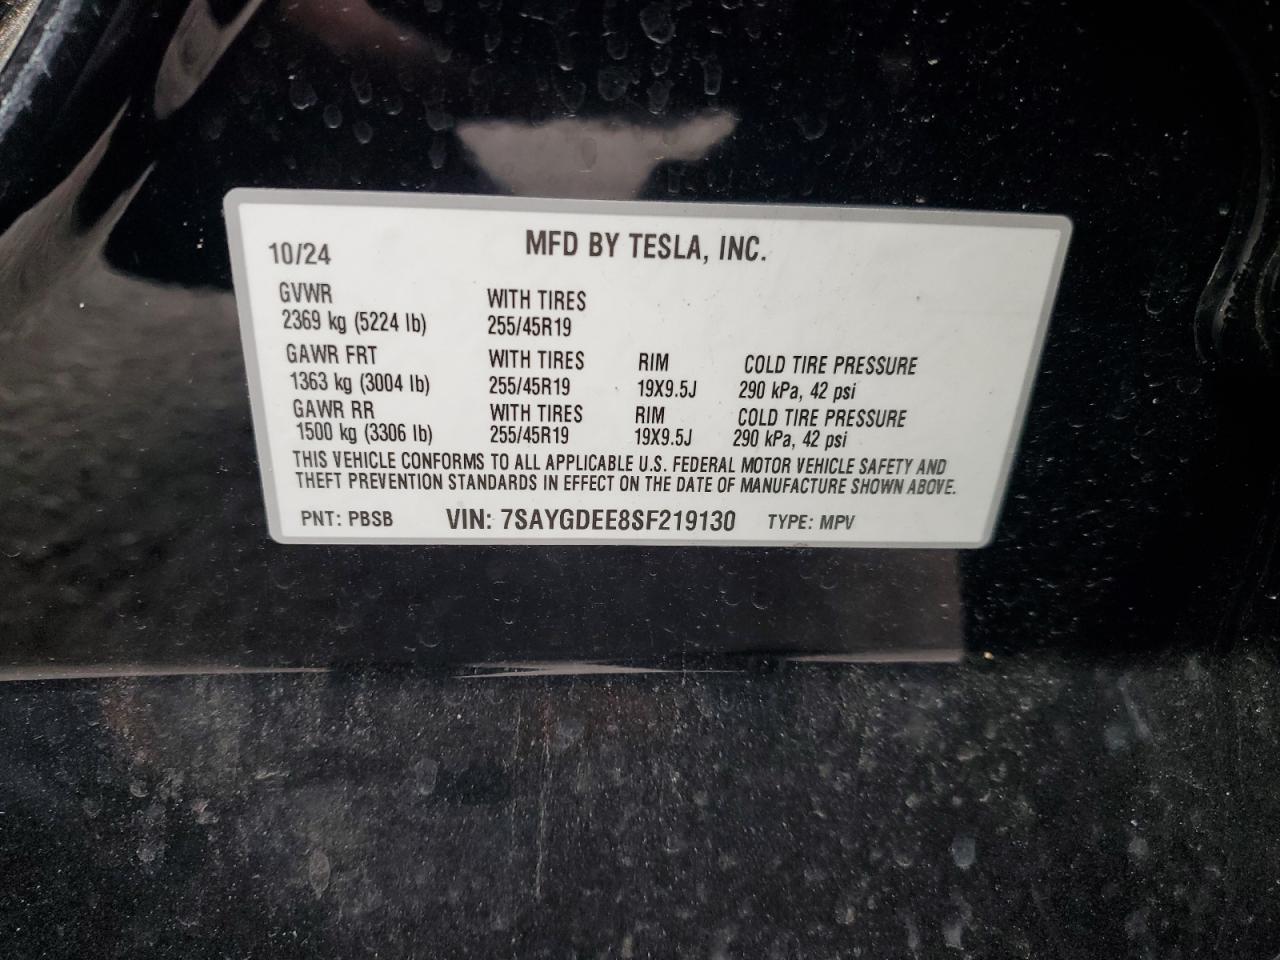 10/24 MFD BY TESLA, INC.
GVWR WITH TIRES
2369 kg (5224 lb) 255/45R19
GAWR FRT WITH TIRES RIM COLD TIRE PRESSURE
1363 kg (3004 lb) 255/45R19 19X9.5J 290 kPa, 42 psi
GAWR RR WITH TIRES RIM COLD TIRE PRESSURE
1500 kg (3306 lb) 255/45R19 19X9.5J 290 kPa, 42 psi
THIS VEHICLE CONFORMS TO ALL APPLICABLE U.S. FEDERAL MOTOR VEHICLE SAFETY AND
THEFT PREVENTION STANDARDS IN EFFECT ON THE DATE OF MANUFACTURE SHOWN ABOVE.
PNT: PBSB VIN: 7SAYGDEE8SF219130 TYPE: MPV